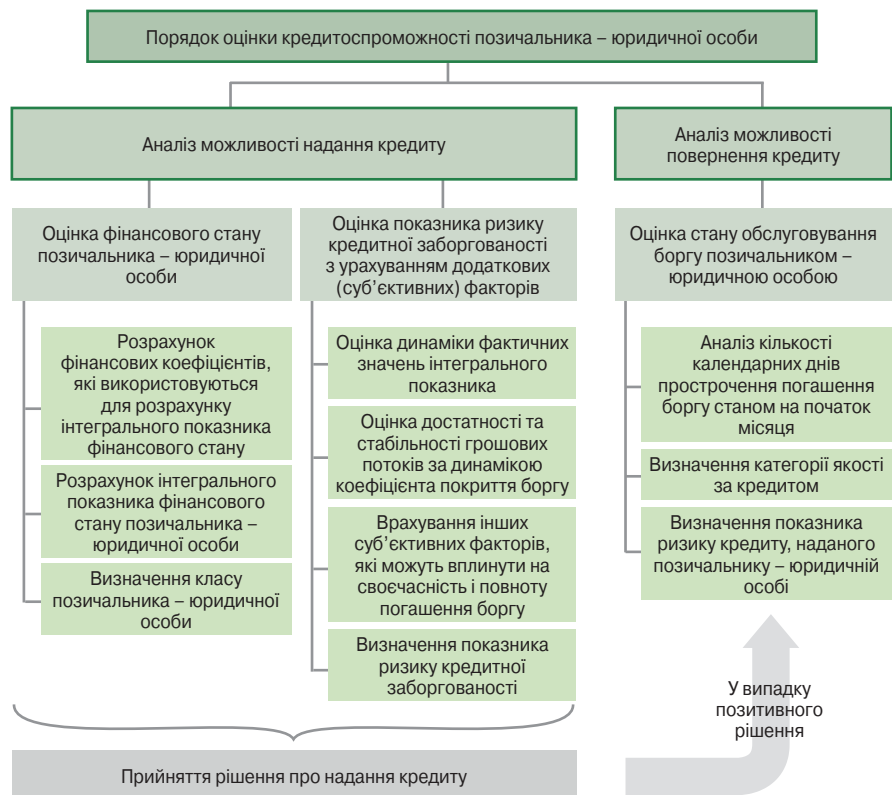 Порядок оцінки кредитоспроможності позичальника – юридичної особи
Аналіз можливості надання кредиту
Аналіз можливості
повернення кредиту
Оцінка фінансового стану
позичальника – юридичної
особи
Оцінка показника ризику
кредитної заборгованості
з урахуванням додаткових
(суб’єктивних) факторів
Оцінка стану обслуговування
боргу позичальником –
юридичною особою
Розрахунок
фінансових коефіцієнтів,
які використовуються
для розрахунку
інтегрального показника
фінансового стану
Розрахунок інтегрального
показника фінансового
стану позичальника –
юридичної особи
Визначення класу
позичальника – юридичної
особи
Оцінка динаміки фактичних
значень інтегрального
показника
Оцінка достатності та
стабільності грошових
потоків за динамікою
коефіцієнта покриття боргу
Врахування інших
суб’єктивних факторів,
які можуть вплинути на
своєчасність і повноту
погашення боргу
Визначення показника
ризику кредитної
заборгованості
Аналіз кількості
календарних днів
прострочення погашення
боргу станом на початок
місяця
Визначення категорії якості
за кредитом
Визначення показника
ризику кредиту, наданого
позичальнику – юридичній
особі
У випадку
позитивного
рішення
Прийняття рішення про надання кредиту